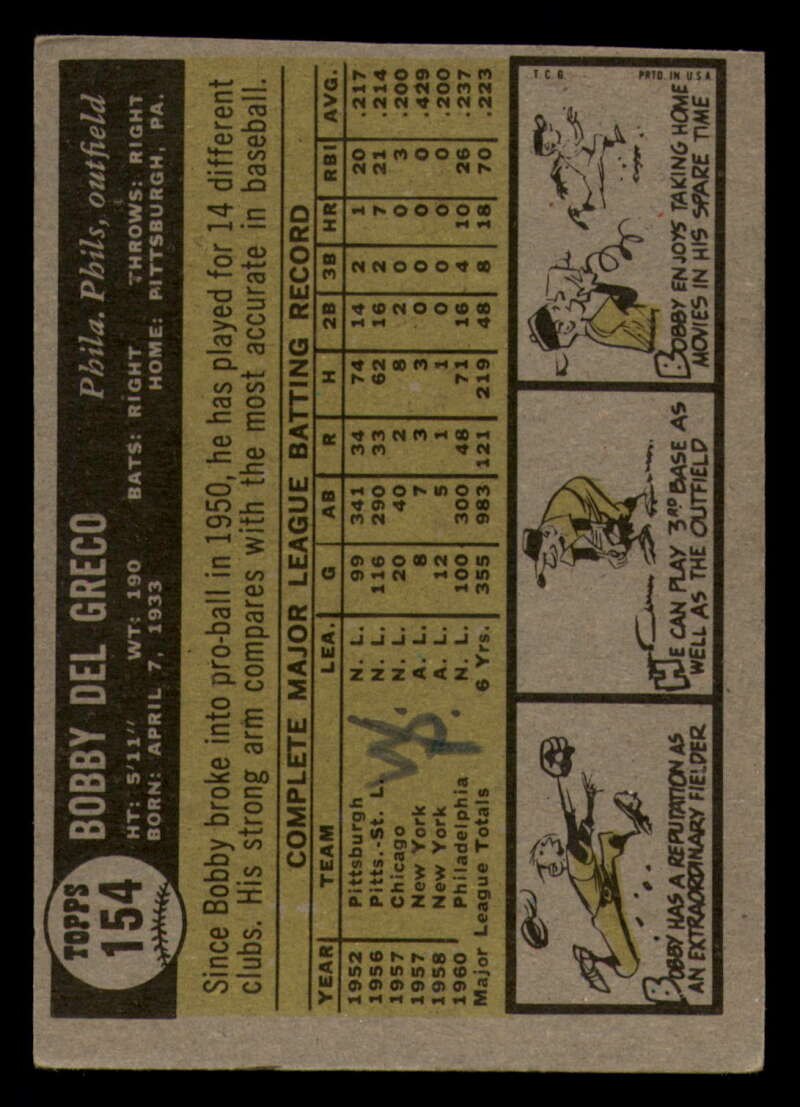 TOPPS
154
BOBBY DEL GRECO Phila. Phils, outfield
HT: 5'11" WT: 190 BATS: RIGHT THROWS: RIGHT
BORN: APRIL 7, 1933 HOME: PITTSBURGH, PA.
Since Bobby broke into pro-ball in 1950, he has played for 14 different
clubs. His strong arm compares with the most accurate in baseball.
COMPLETE MAJOR LEAGUE BATTING RECORD
YEAR TEAM LEA. G AB R H 2B 3B HR RBI AVG.
1952 Pittsburgh N. L. 99 341 34 74 14 2 1 20 .217
1956 Pitts.-St. L. N. L. 116 290 33 62 16 2 7 21 .214
1957 Chicago N. L. 20 40 2 8 2 0 0 3 .200
1957 New York A. L. 8 7 3 3 0 0 0 0 .429
1958 New York A. L. 12 5 1 1 0 0 0 0 .200
1960 Philadelphia N. L. 100 300 48 71 16 4 10 26 .237
Major League Totals 6 Yrs. 355 983 121 219 48 8 18 70 .223
BOBBY HAS A REPUTATION AS
AN EXTRAORDINARY FIELDER
HE CAN PLAY 3RD BASE AS
WELL AS THE OUTFIELD
T.C.G. PRTD. IN U.S.A.
BOBBY ENJOYS TAKING HOME
MOVIES IN HIS SPARE TIME